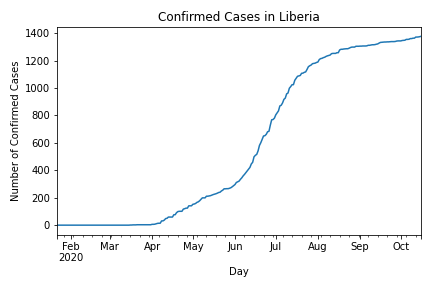 Confirmed Cases in Liberia
Number of Confirmed Cases
1400
1200
1000
800
600
400
200
0
Feb Mar Apr May Jun Jul Aug Sep Oct
2020
Day